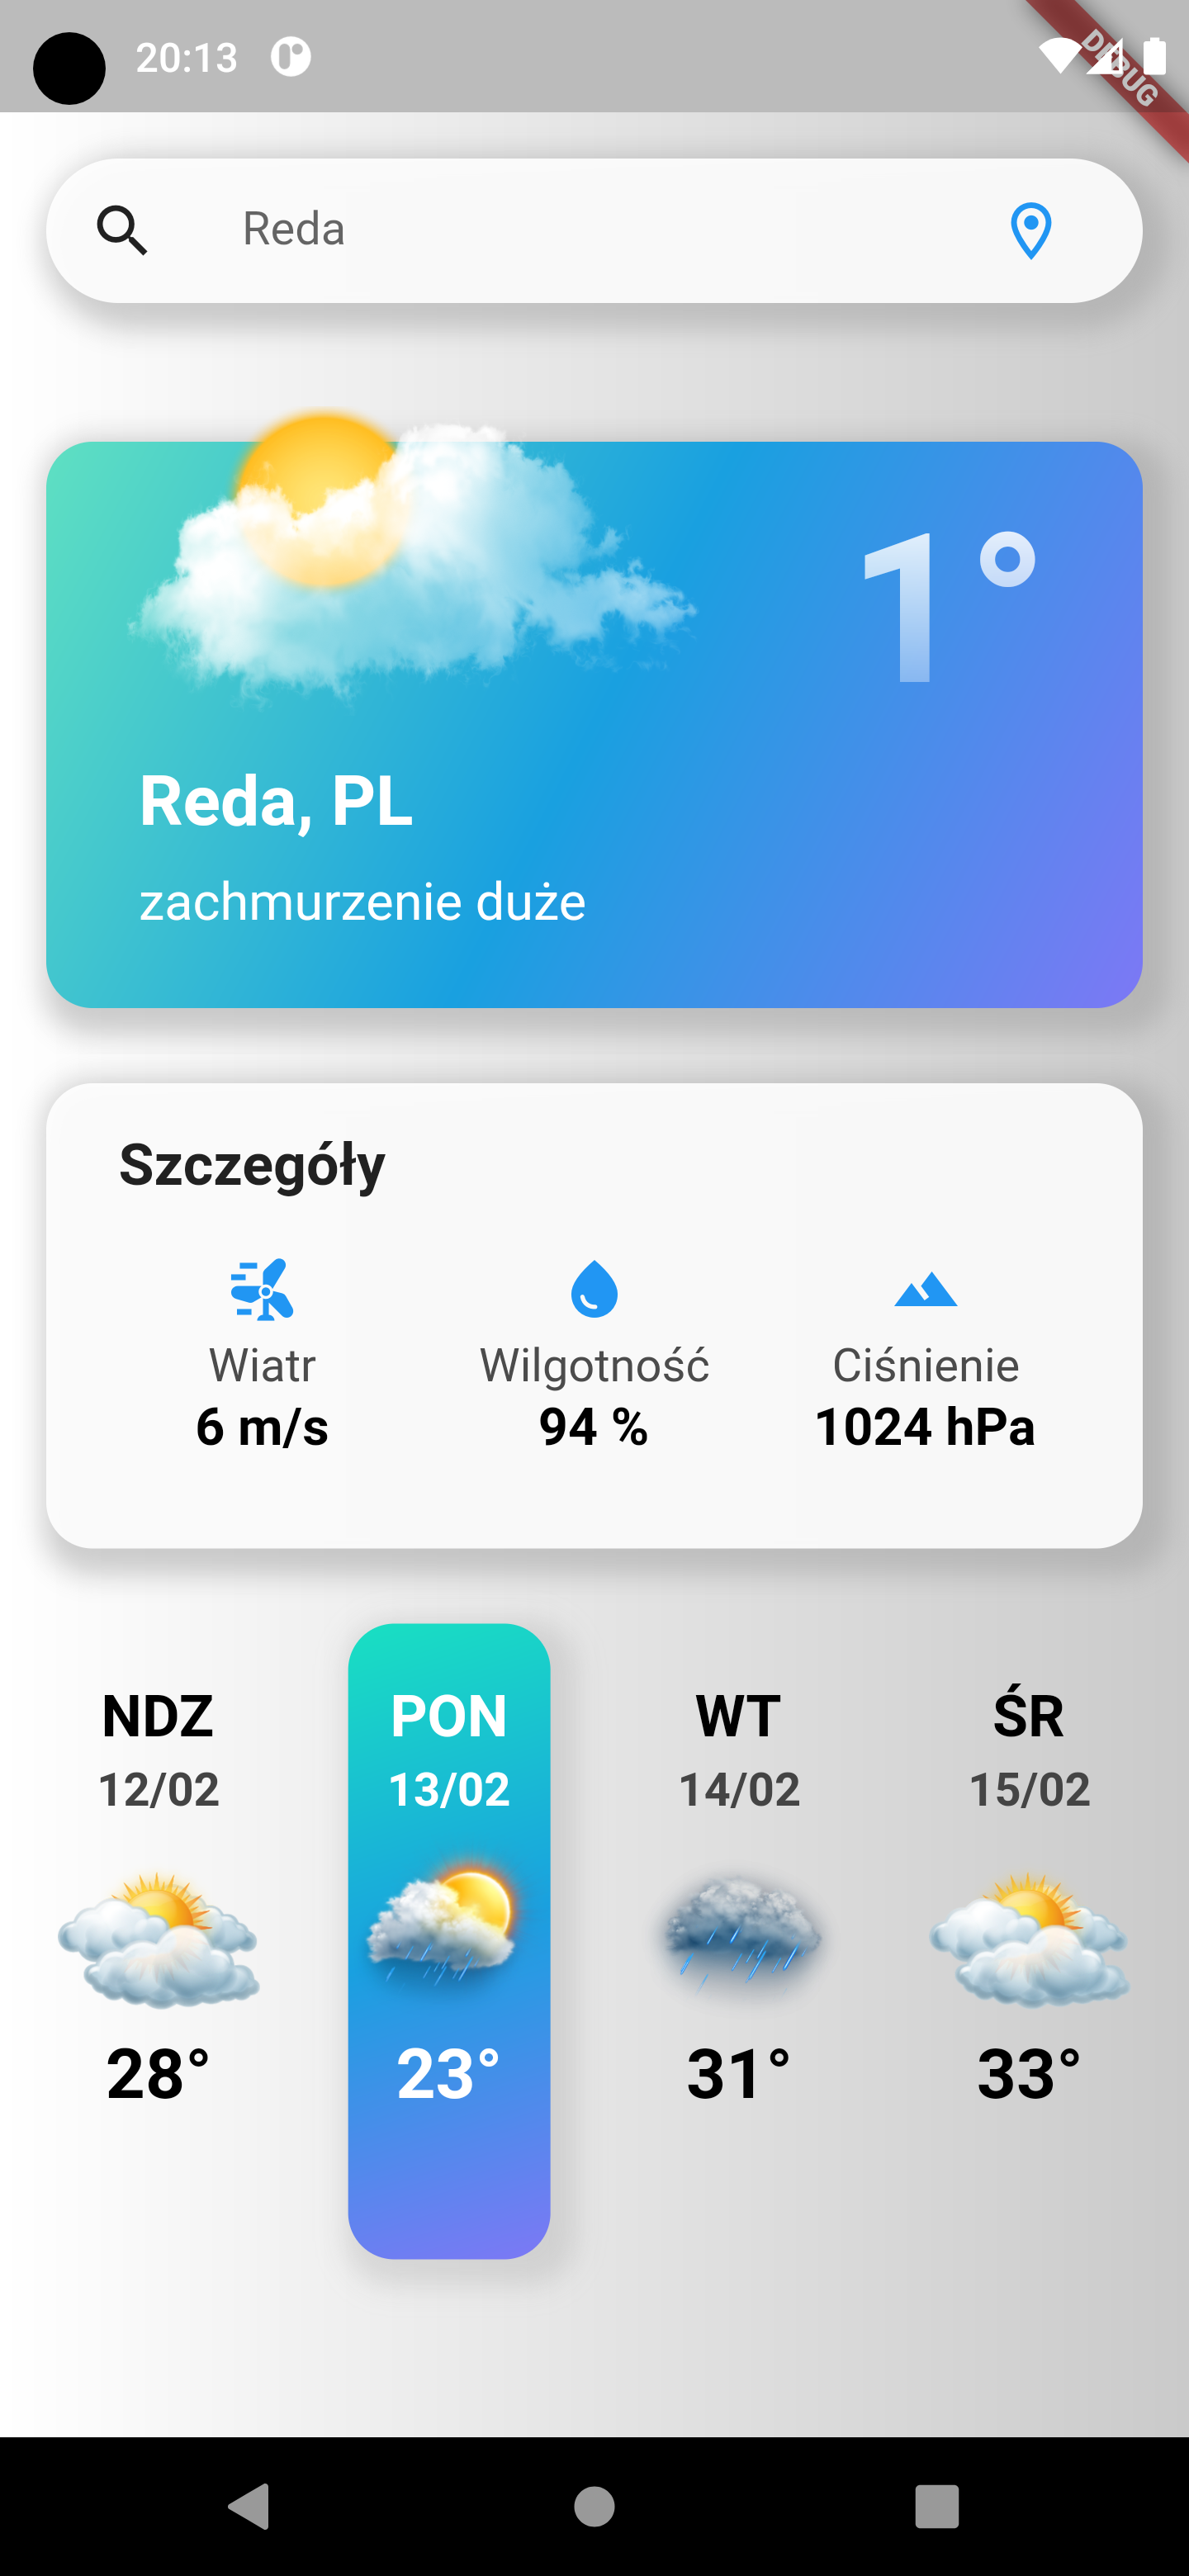 20:13
DEBUG
Reda
1°
Reda, PL
zachmurzenie duże
Szczegóły
Wiatr Wilgotność Ciśnienie
6 m/s 94 % 1024 hPa
NDZ PON WT ŚR
12/02 13/02 14/02 15/02
28° 23° 31° 33°